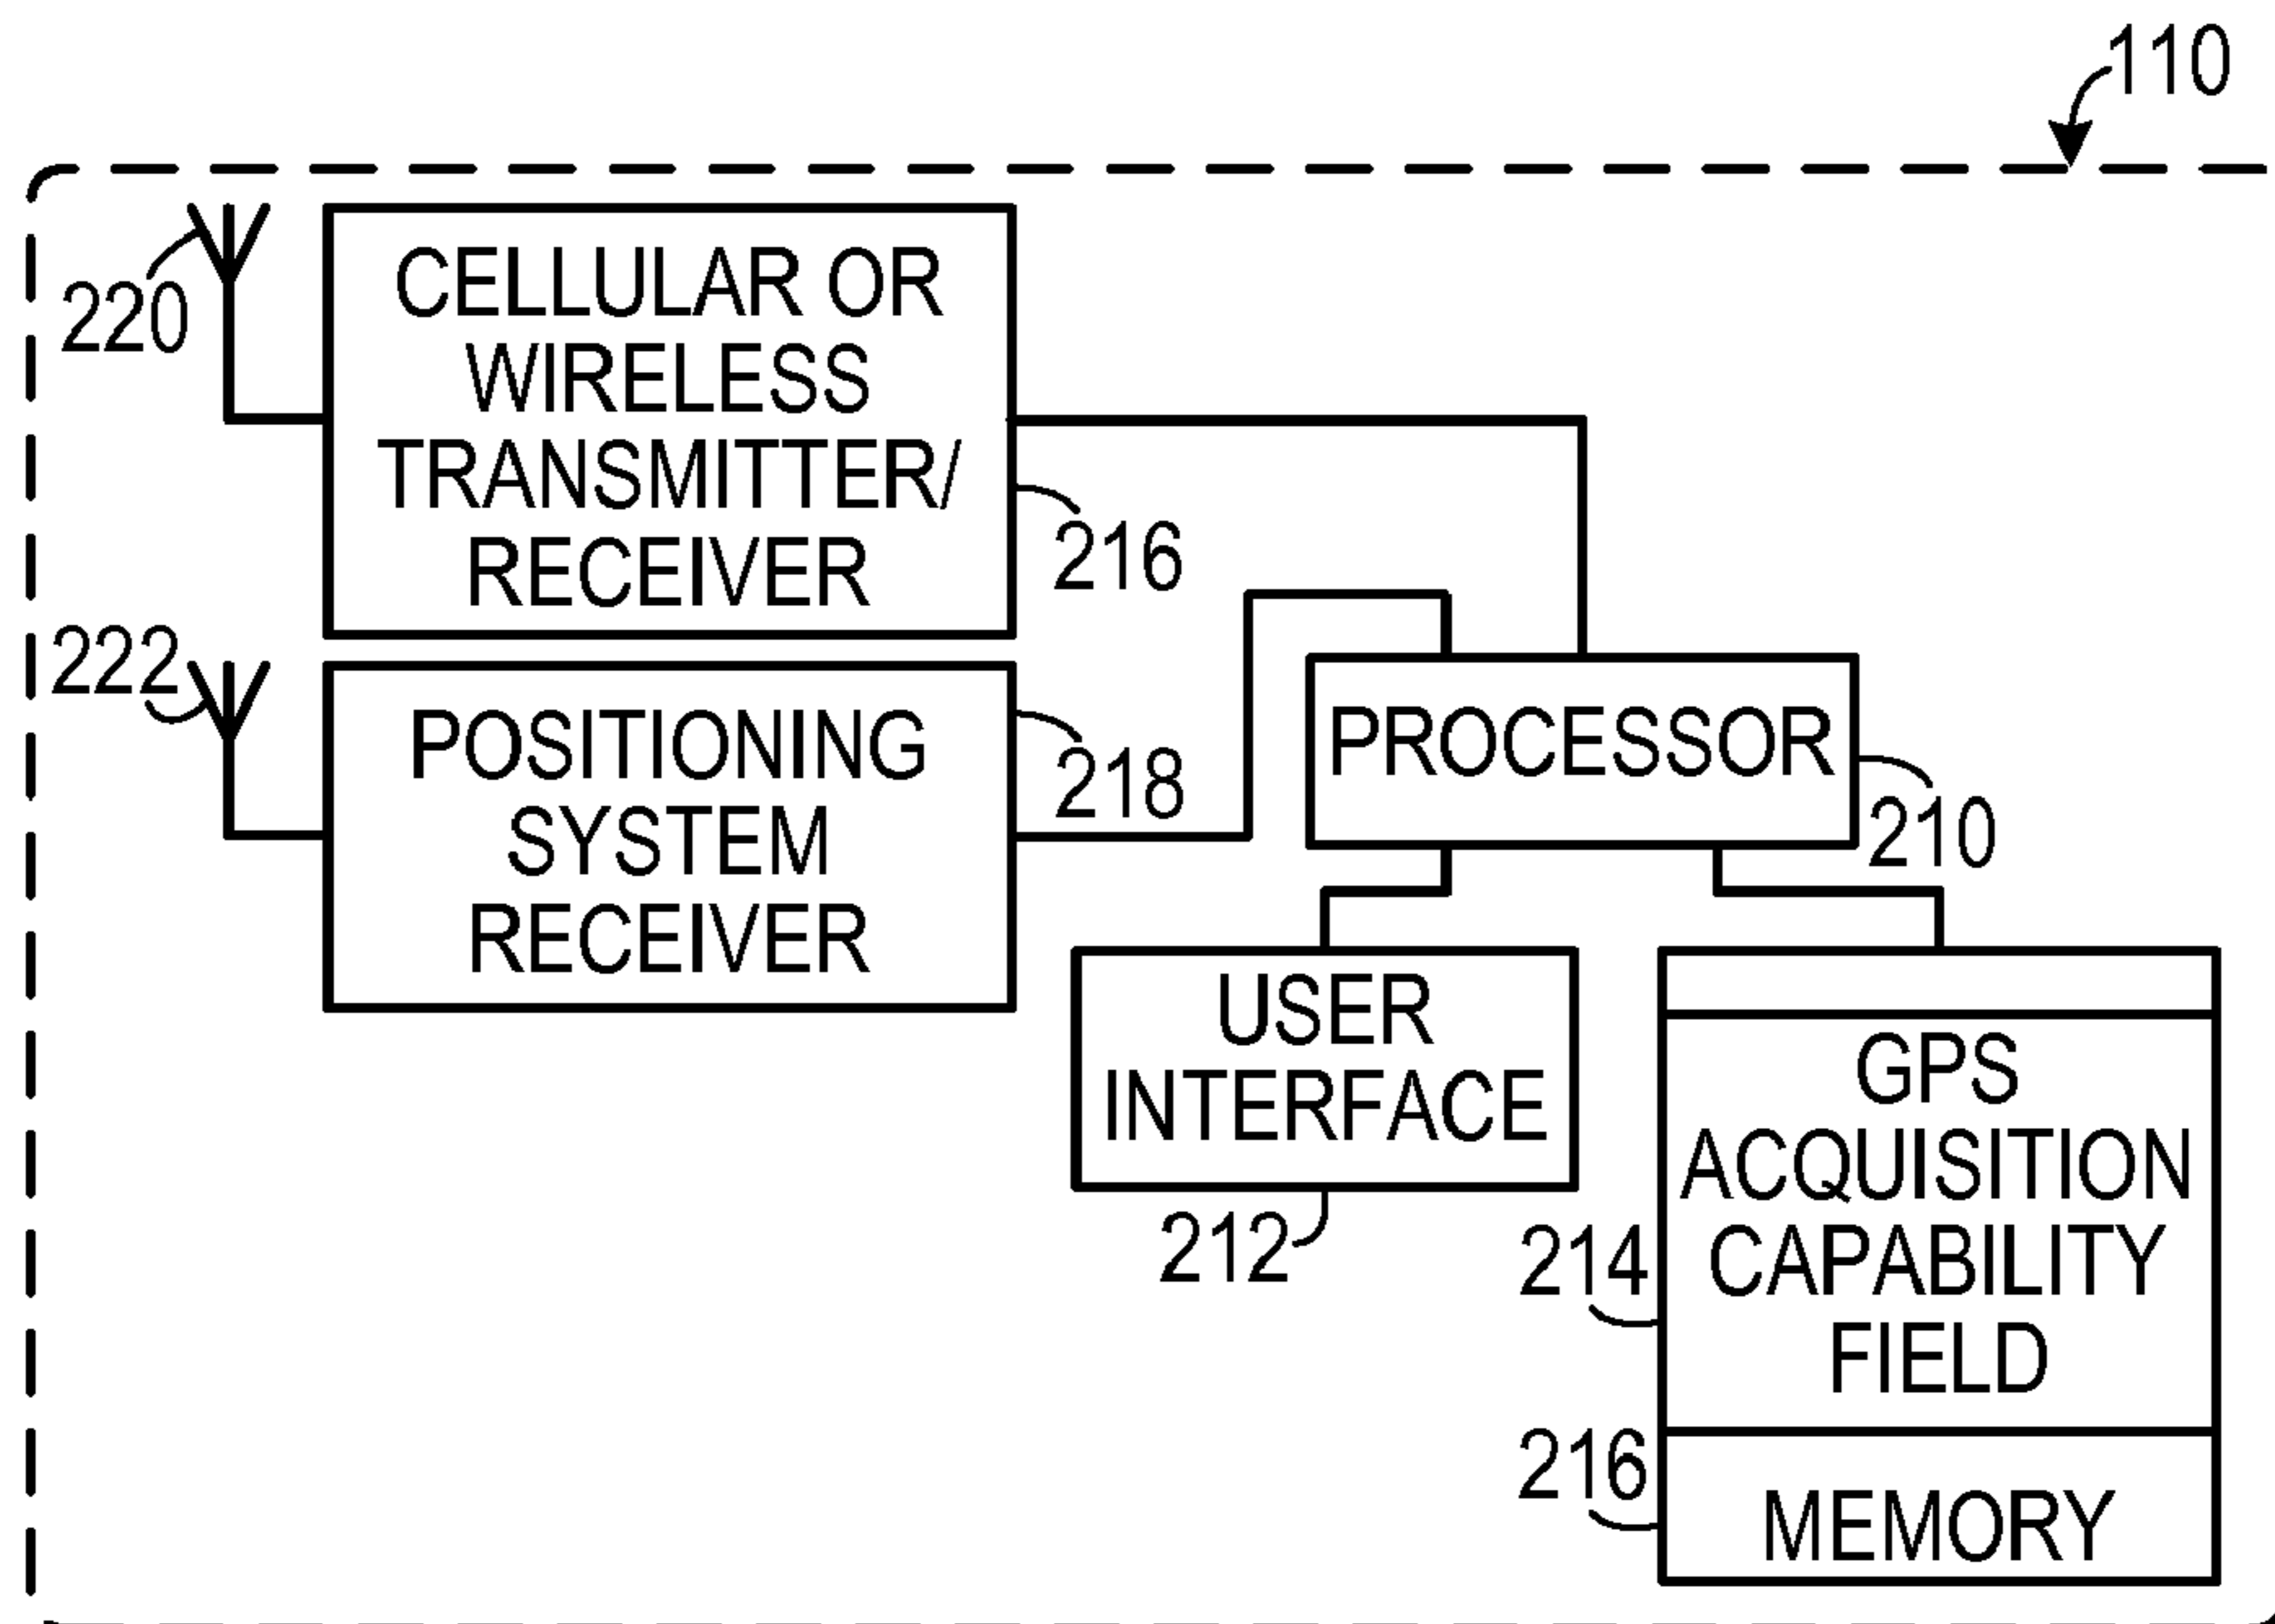 110
220
CELLULAR OR
WIRELESS
TRANSMITTER/
RECEIVER
216
222
POSITIONING
SYSTEM
RECEIVER
218
PROCESSOR
210
USER
INTERFACE
212
GPS
ACQUISITION
CAPABILITY
FIELD
214
216
MEMORY